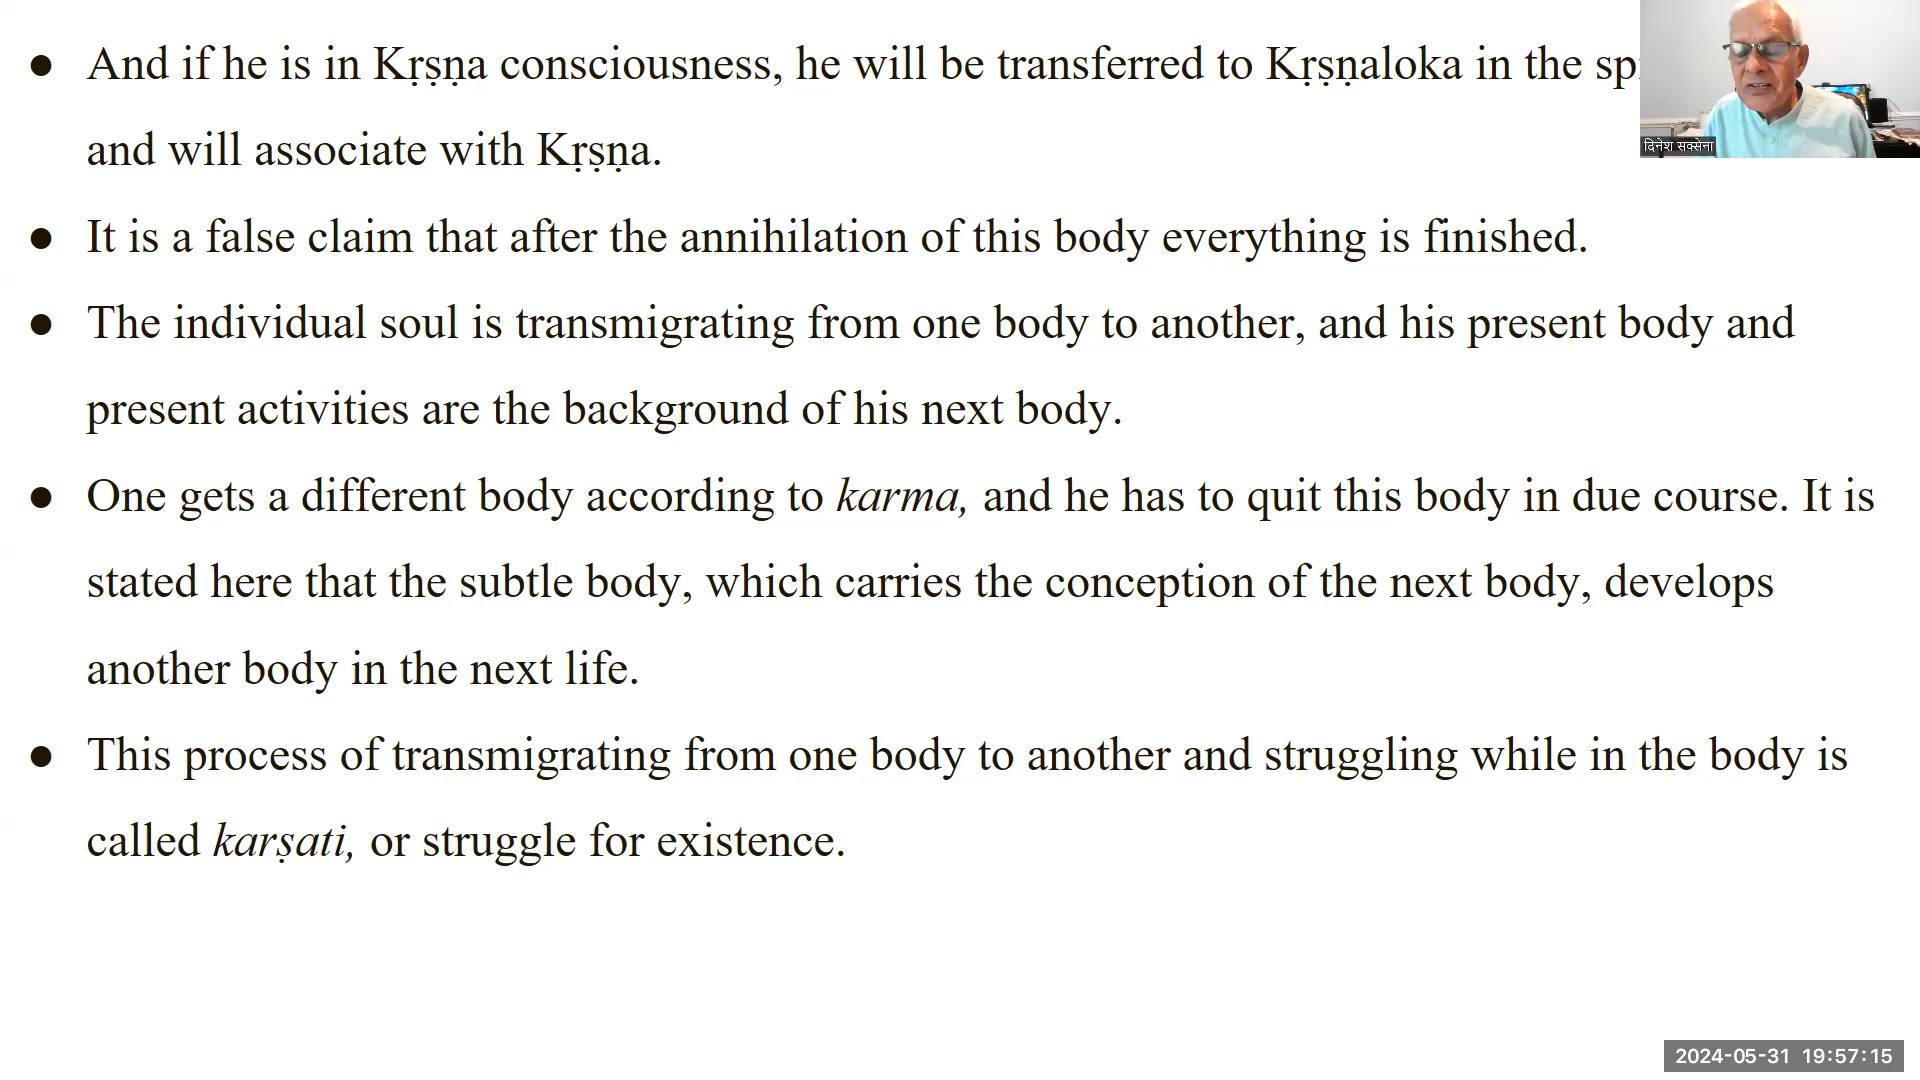 ● And if he is in Kṛṣṇa consciousness, he will be transferred to Kṛṣṇaloka in the
and will associate with Kṛṣṇa.
● It is a false claim that after the annihilation of this body everything is finished.
● The individual soul is transmigrating from one body to another, and his present body and
present activities are the background of his next body.
● One gets a different body according to karma, and he has to quit this body in due course. It is
stated here that the subtle body, which carries the conception of the next body, develops
another body in the next life.
● This process of transmigrating from one body to another and struggling while in the body is
called karṣati, or struggle for existence.
दिनेश सक्सेना
2024-05-31 19:57:15